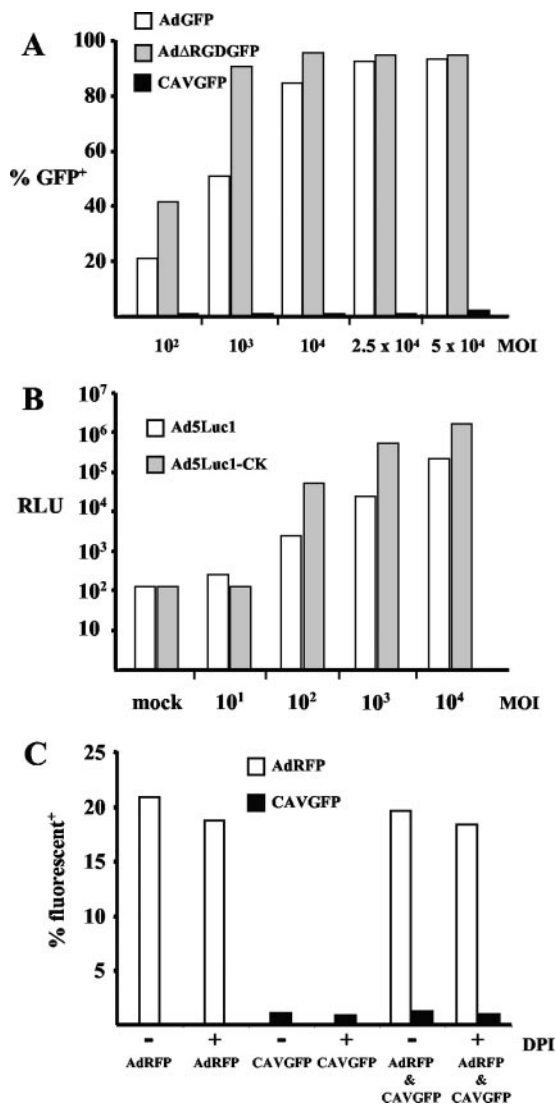 A
AdGFP
AdΔRGDGFP
CAVGFP
100
80
60
40
20
% GFP⁺
10² 10³ 10⁴ 2.5 x 10⁴ 5 x 10⁴ MOI
B
Ad5Luc1
Ad5Luc1-CK
RLU
10⁷
10⁶
10⁵
10⁴
10³
10²
10
mock 10¹ 10² 10³ 10⁴ MOI
C
AdRFP
CAVGFP
25
20
15
10
5
% fluorescent⁺
- + - + - + DPI
AdRFP AdRFP CAVGFP CAVGFP AdRFP AdRFP
& &
CAVGFP CAVGFP